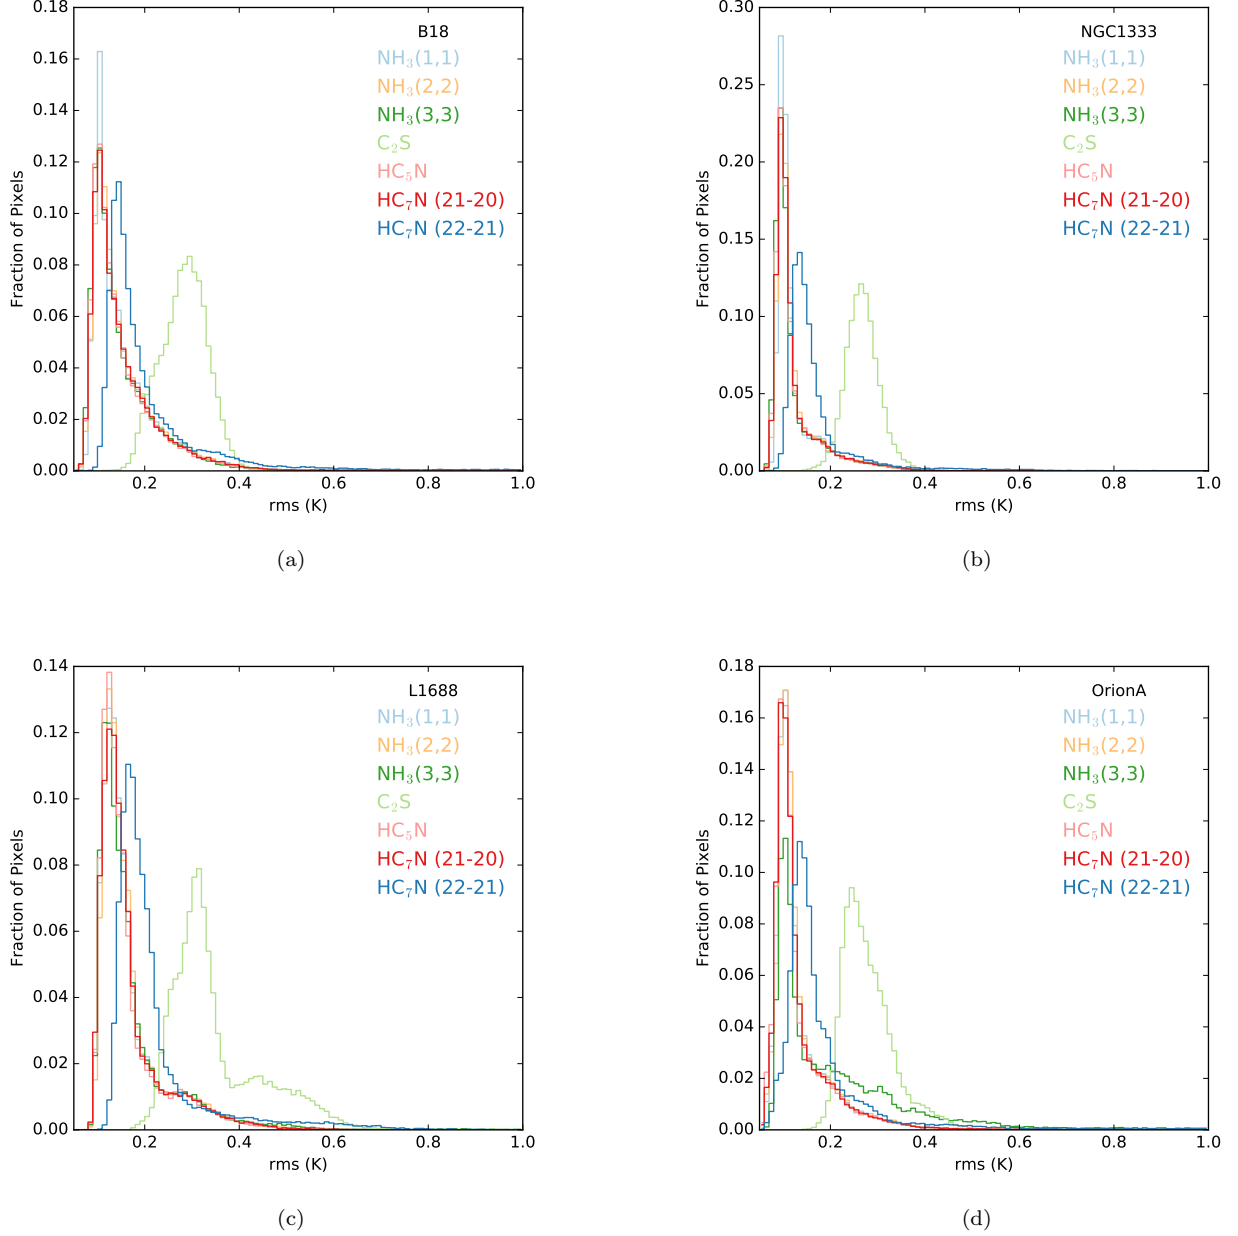 B18
NH₃(1,1)
NH₃(2,2)
NH₃(3,3)
C₂S
HC₅N
HC₇N (21-20)
HC₇N (22-21)
0.18
0.16
0.14
0.12
0.10
0.08
0.06
0.04
0.02
0.00
Fraction of Pixels
0.2 0.4 0.6 0.8 1.0
rms (K)
(a)
NGC1333
NH₃(1,1)
NH₃(2,2)
NH₃(3,3)
C₂S
HC₅N
HC₇N (21-20)
HC₇N (22-21)
0.30
0.25
0.20
0.15
0.10
0.05
0.00
Fraction of Pixels
0.2 0.4 0.6 0.8 1.0
rms (K)
(b)
L1688
NH₃(1,1)
NH₃(2,2)
NH₃(3,3)
C₂S
HC₅N
HC₇N (21-20)
HC₇N (22-21)
0.14
0.12
0.10
0.08
0.06
0.04
0.02
0.00
Fraction of Pixels
0.2 0.4 0.6 0.8 1.0
rms (K)
(c)
OrionA
NH₃(1,1)
NH₃(2,2)
NH₃(3,3)
C₂S
HC₅N
HC₇N (21-20)
HC₇N (22-21)
0.18
0.16
0.14
0.12
0.10
0.08
0.06
0.04
0.02
0.00
Fraction of Pixels
0.2 0.4 0.6 0.8 1.0
rms (K)
(d)